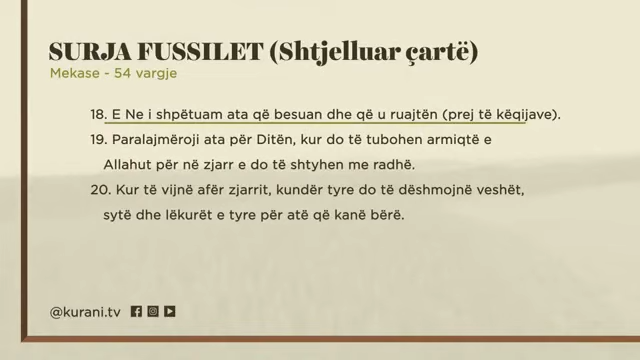 SURJA FUSSILET (Shtjelluar çartë)
Mekase - 54 vargje
18. E Ne i shpëtuam ata që besuan dhe që u ruajtën (prej të këqijave).
19. Paralajmëroji ata për Ditën, kur do të tubohen armiqtë e
Allahut për në zjarr e do të shtyhen me radhë.
20. Kur të vijnë afër zjarrit, kundër tyre do të dëshmojnë veshët,
sytë dhe lëkurët e tyre për atë që kanë bërë.
@kurani.tv